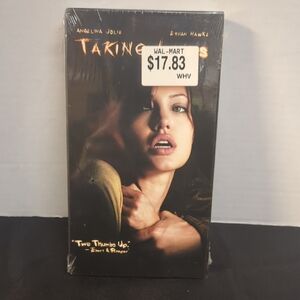 ANGELINA JOLIE ETHAN HAWKE
TAKING
WAL-MART
$17.83
WHV
"Two Thumbs Up."
- Ebert & Roeper